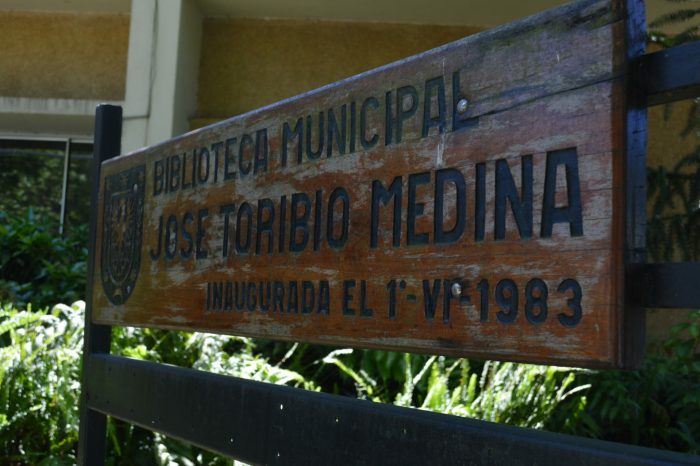 BIBLIOTECA MUNICIPAL
JOSE TORIBIO MEDINA
INAUGURADA EL 1°-VI-1983